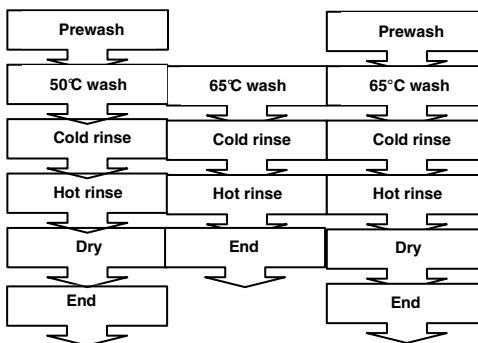 Prewash
Prewash
50°C wash
65°C wash
65°C wash
Cold rinse
Cold rinse
Cold rinse
Hot rinse
Hot rinse
Hot rinse
Dry
End
Dry
End
End